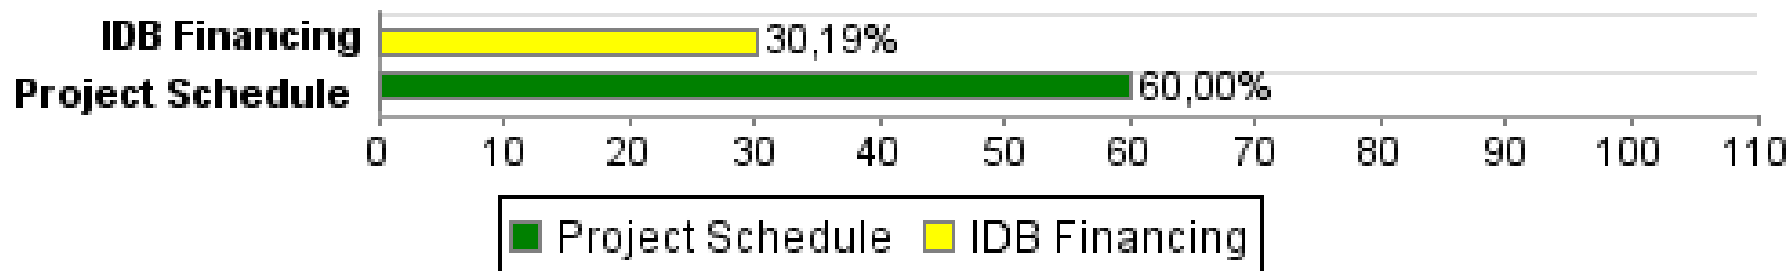 IDB Financing 30,19%
Project Schedule 60,00%
0 10 20 30 40 50 60 70 80 90 100 110
Project Schedule IDB Financing